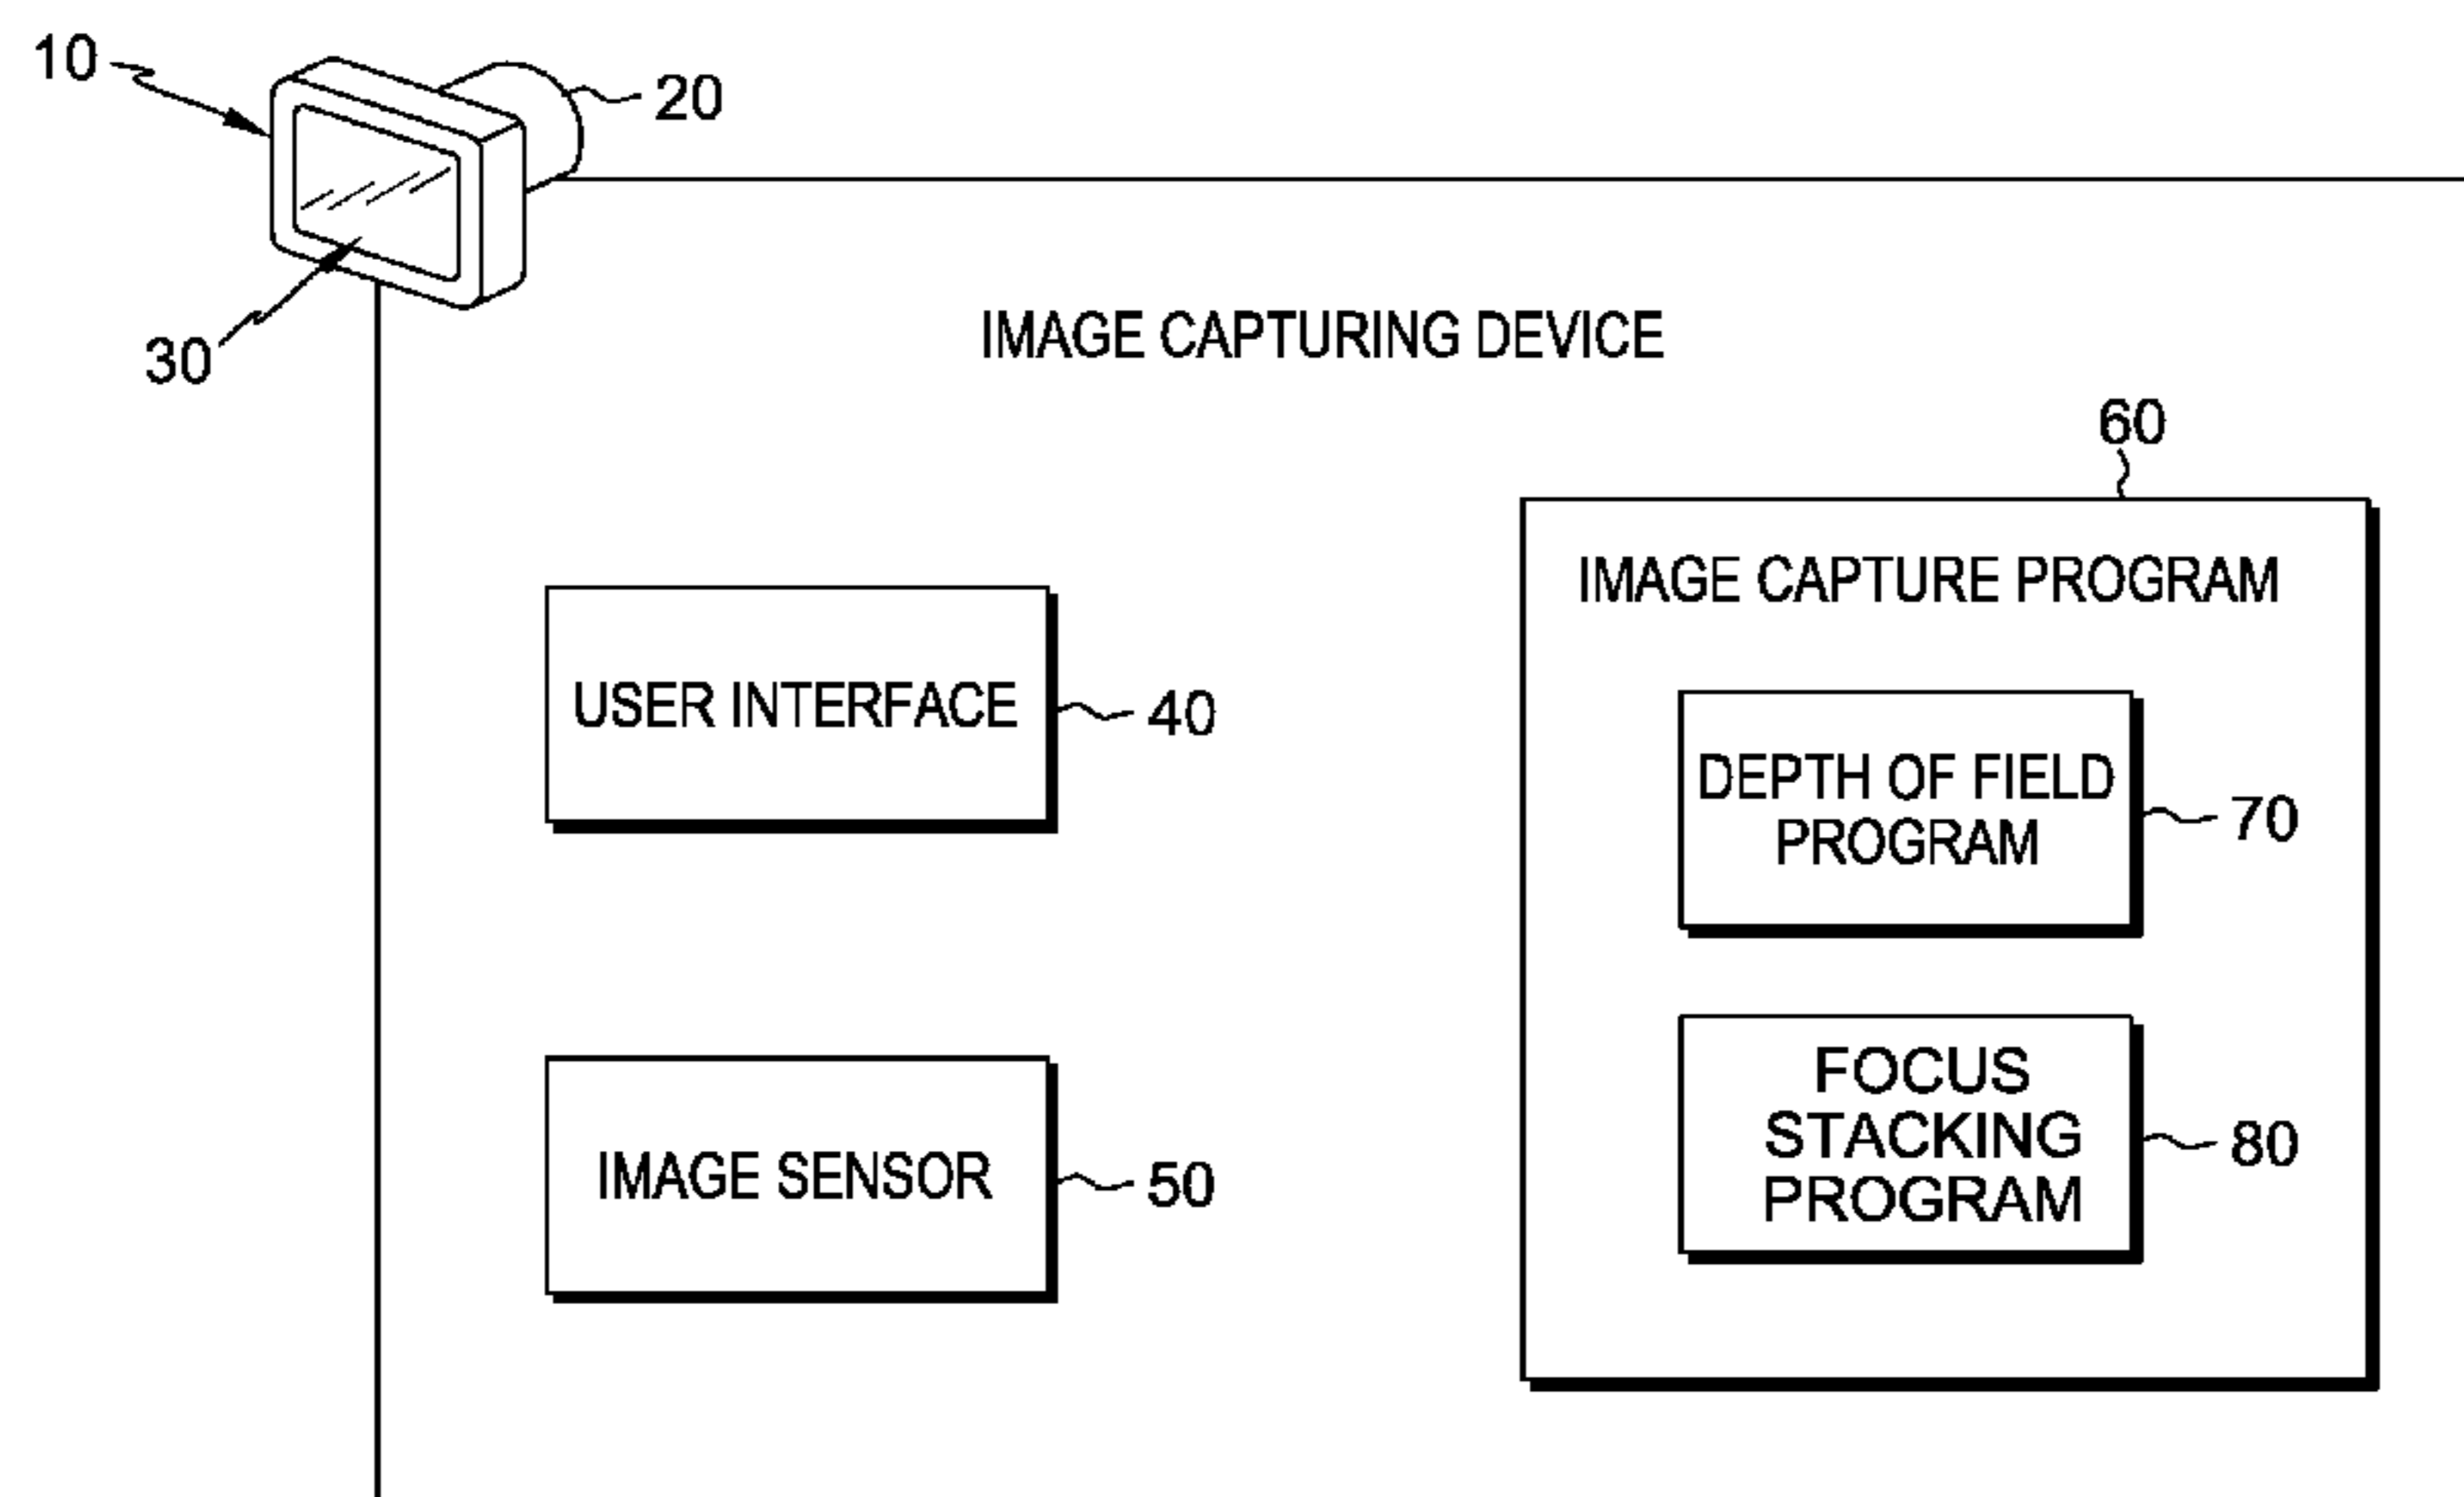 10
20
30
IMAGE CAPTURING DEVICE
60
IMAGE CAPTURE PROGRAM
USER INTERFACE
40
DEPTH OF FIELD
PROGRAM
70
IMAGE SENSOR
50
FOCUS
STACKING
PROGRAM
80